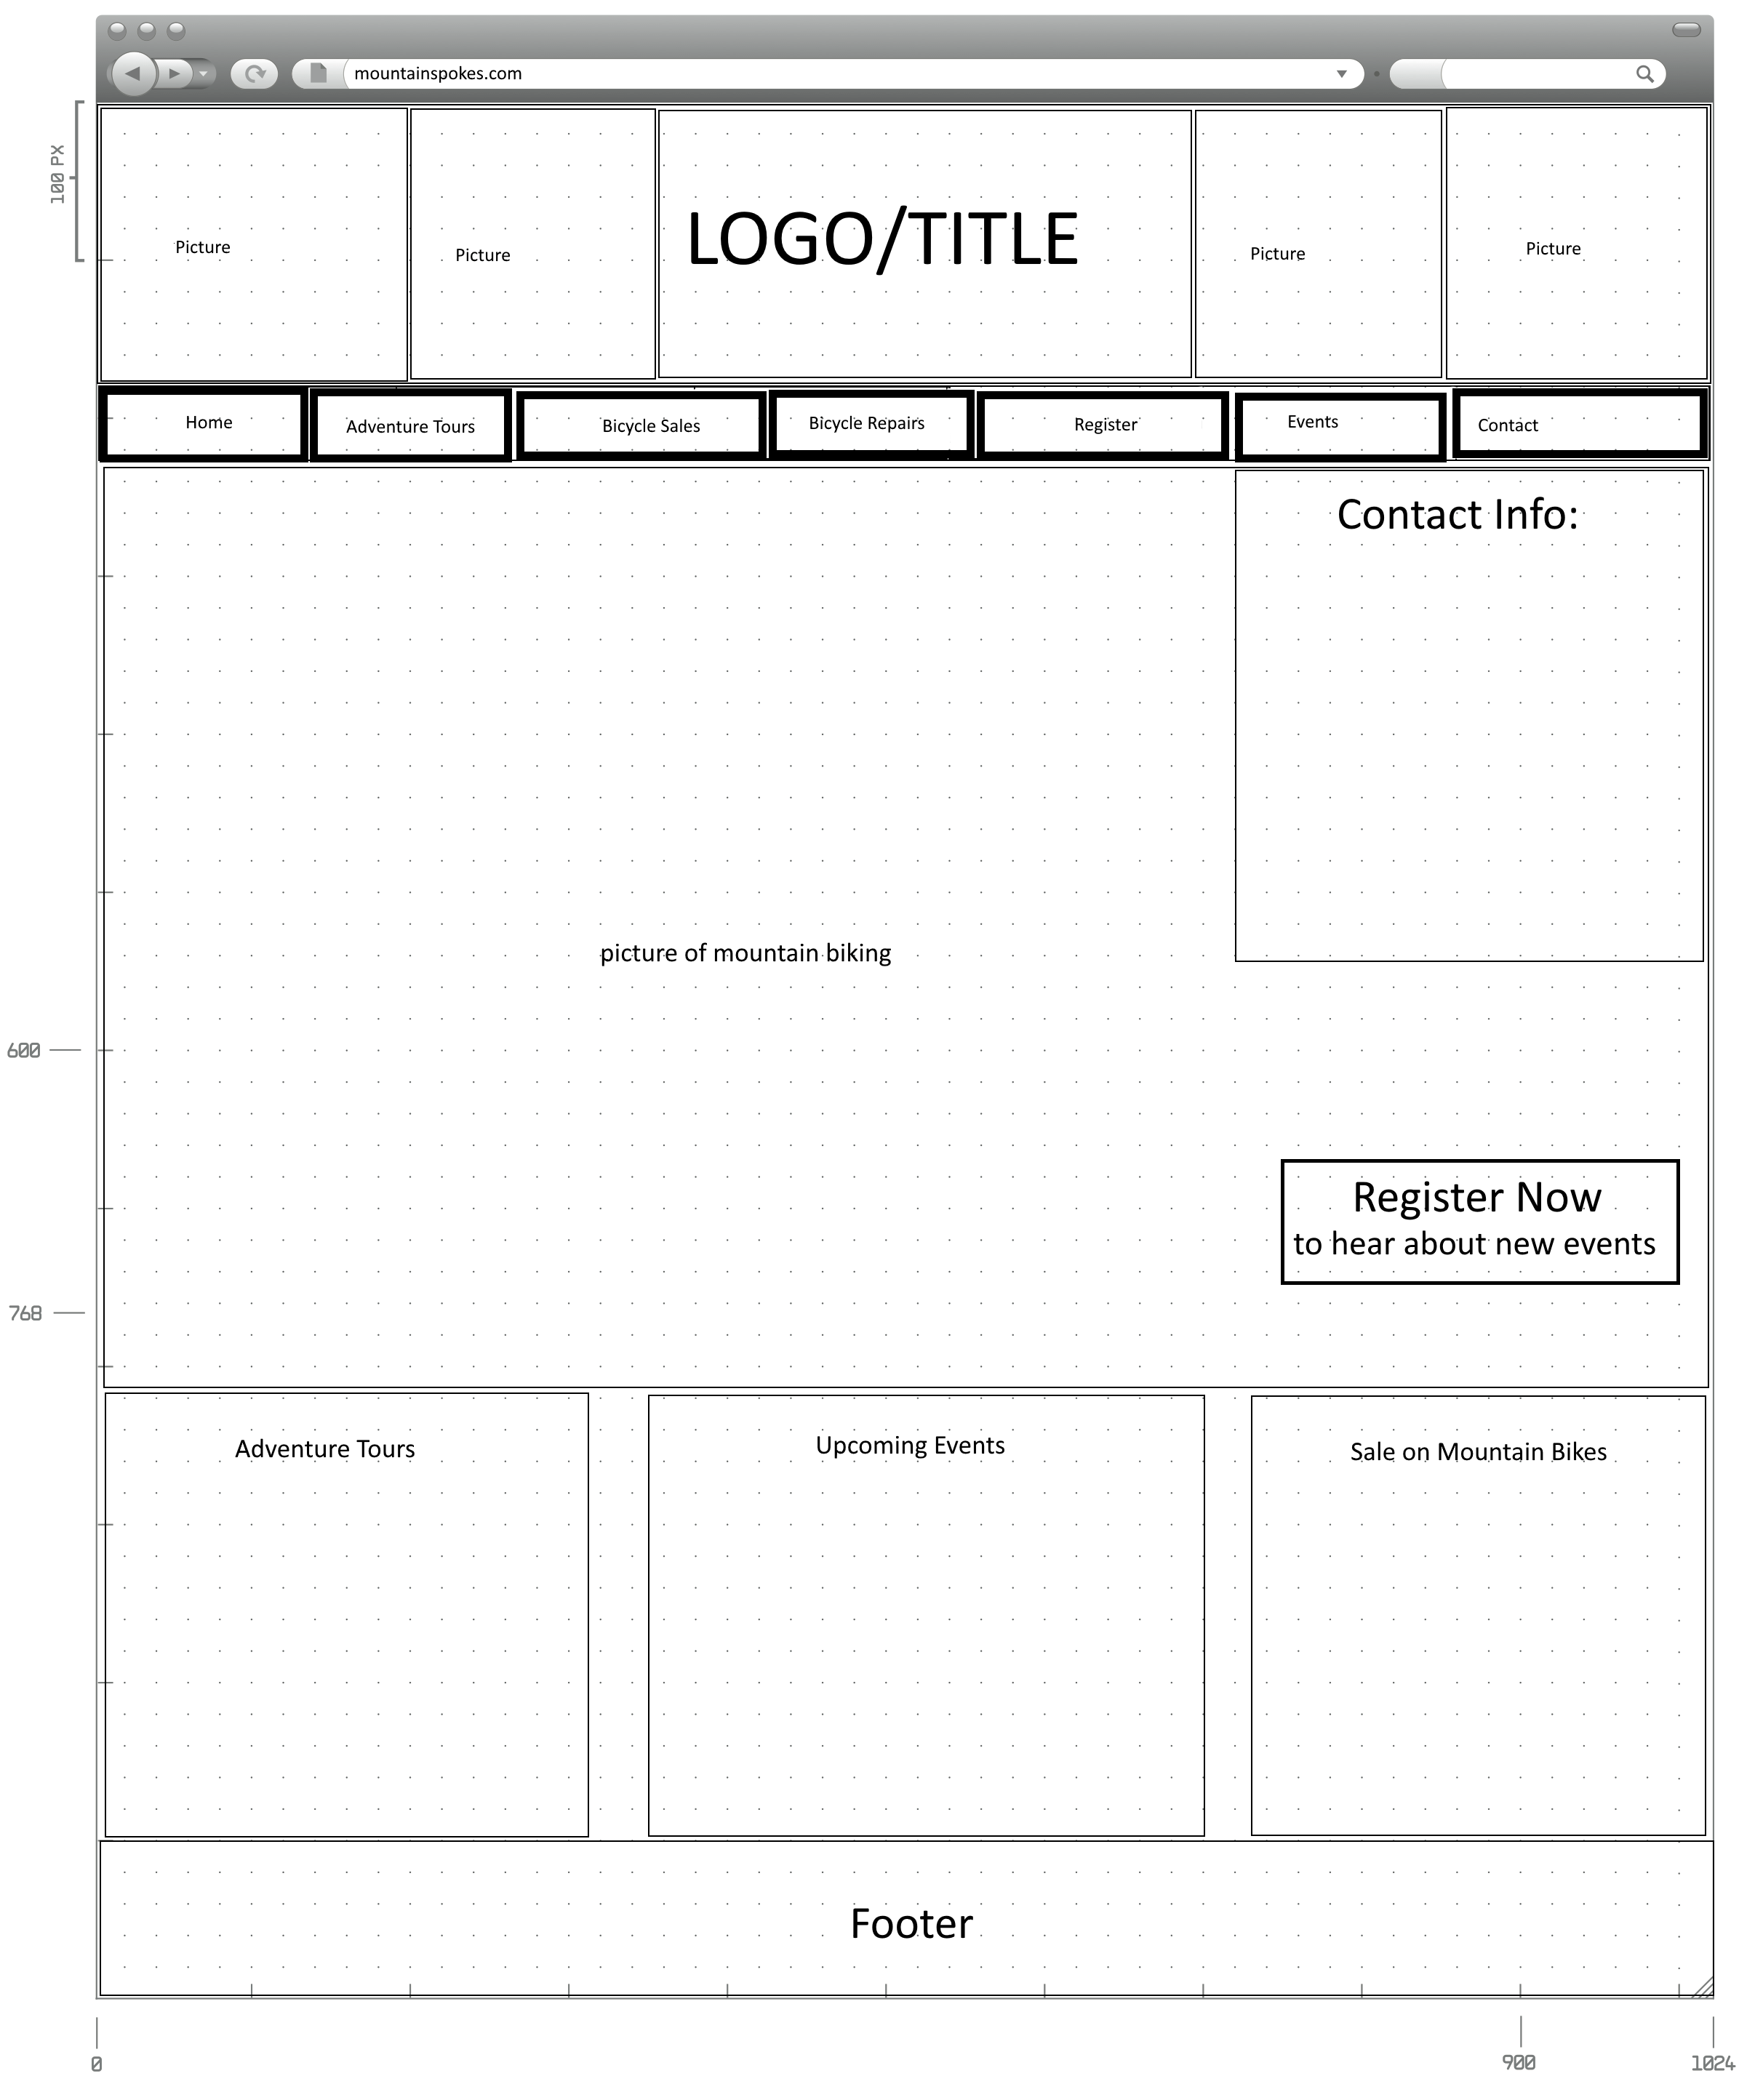 mountainspokes.com
100 PX
Picture
Picture
LOGO/TITLE
Picture
Picture
Home
Adventure Tours
Bicycle Sales
Bicycle Repairs
Register
Events
Contact
Contact Info:
picture of mountain biking
600
Register Now
to hear about new events
768
Adventure Tours
Upcoming Events
Sale on Mountain Bikes
Footer
0
900
1024